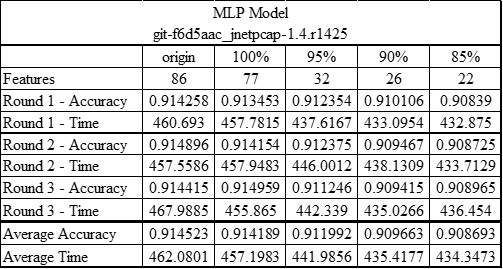 MLP Model
git-f6d5aac_jnetpcap-1.4.r1425
origin 100% 95% 90% 85%
Features 86 77 32 26 22
Round 1 - Accuracy 0.914258 0.913453 0.912354 0.910106 0.90839
Round 1 - Time 460.693 457.7815 437.6167 433.0954 432.875
Round 2 - Accuracy 0.914896 0.914154 0.912375 0.909467 0.908725
Round 2 - Time 457.5586 457.9483 446.0012 438.1309 433.7129
Round 3 - Accuracy 0.914415 0.914959 0.911246 0.909415 0.908965
Round 3 - Time 467.9885 455.865 442.339 435.0266 436.454
Average Accuracy 0.914523 0.914189 0.911992 0.909663 0.908693
Average Time 462.0801 457.1983 441.9856 435.4177 434.3473